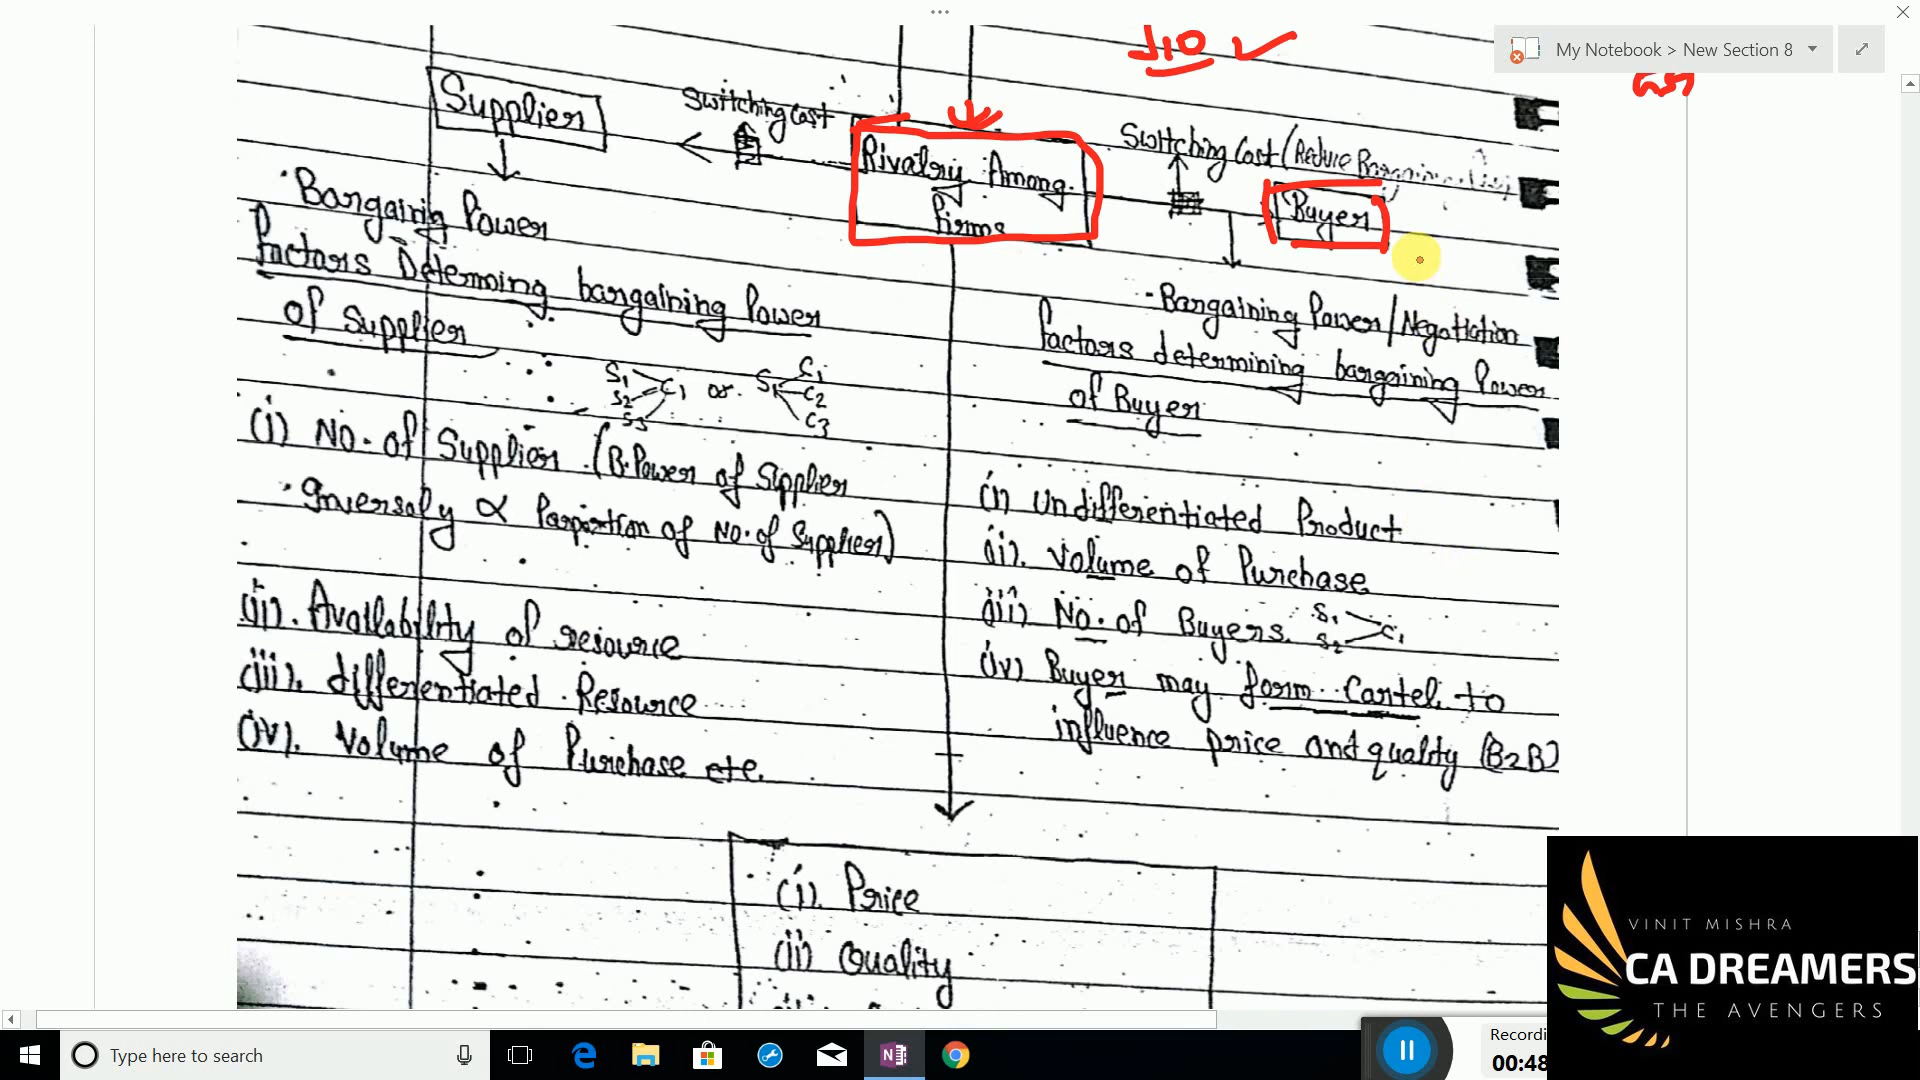 JIO
My Notebook > New Section 8
Supplier
Switching Cost
Rivalry Among
firms
Switching Cost (Reduce Bargaining
Buyer
· Bargaing Power
factors Determing bargaining Power
of Supplier
S1
S2
S3
C1
or
S1
C1
C2
C3
(i) No. of Supplier (B. Power of Sipplier
· Inversaly ∝ Parpirtion of No. of Supplier)
(ii). Availability of resource
(iii). differentiated Resource
(iv). Volume of Purchase etc.
- Bargaining Power/Negotiation
factors determining bargaining Power
of Buyer
(i) Undifferentiated Product
(ii). Volume of Purchase
(iii) No. of Buyers. S1
S2
C1
(iv) Buyer may form Cartel to
influence price and quality (B2B)
(i). Price
(ii) Quality
VINIT MISHRA
CA DREAMERS
THE AVENGERS
Type here to search
Recordi
00:48